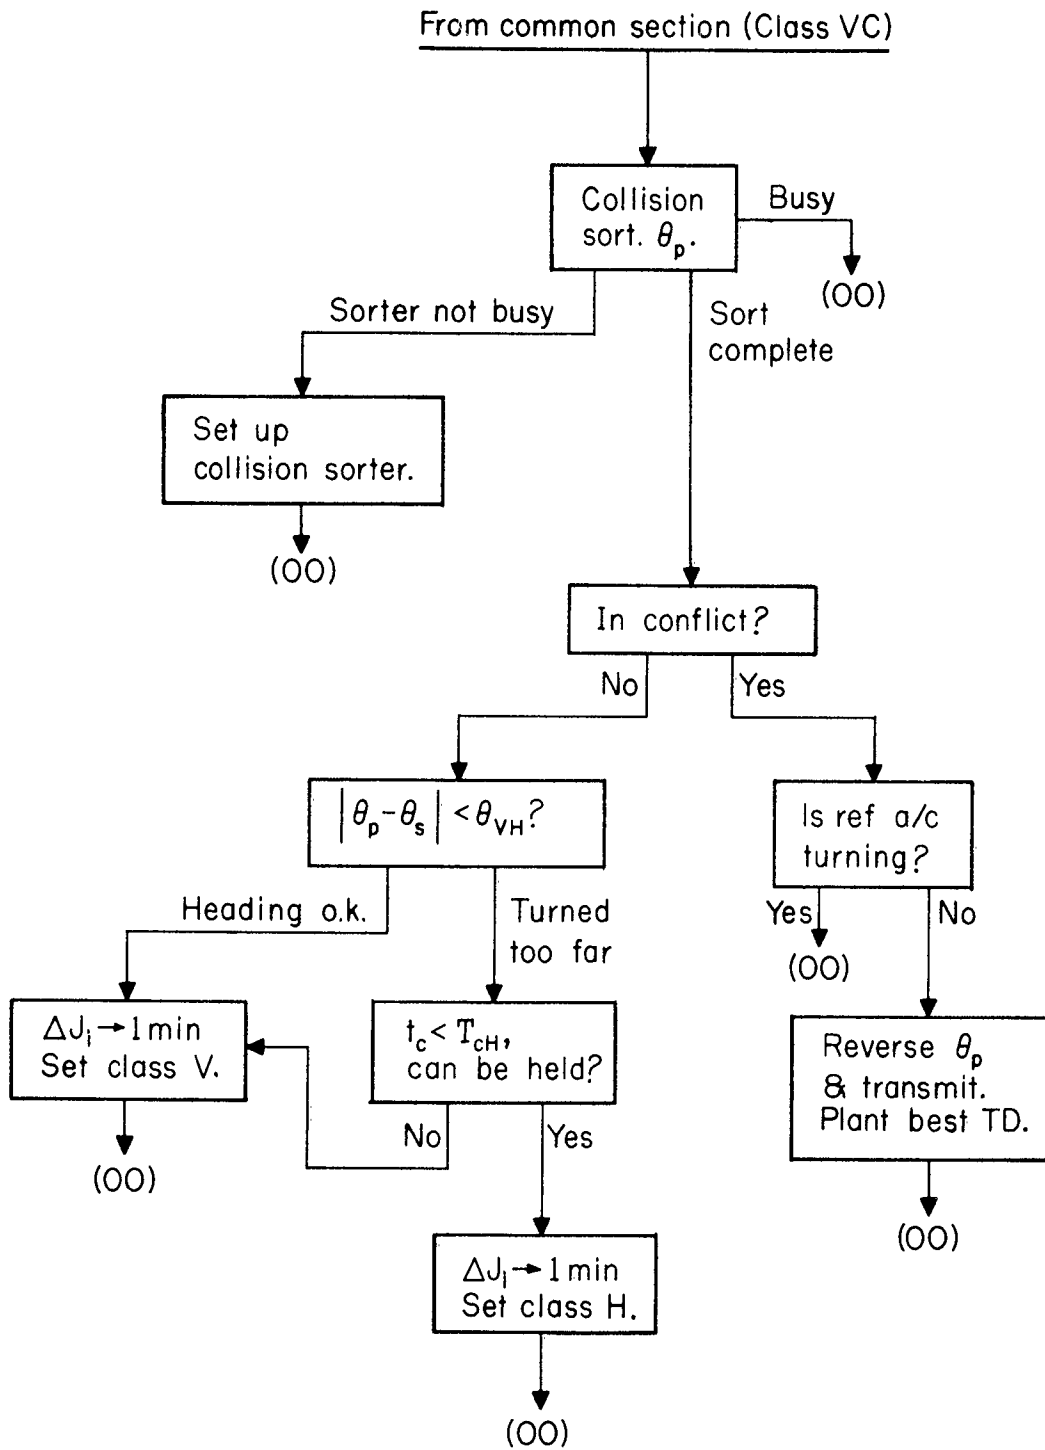 From common section (Class VC)
Collision
sort. θp.
Busy
(00)
Sorter not busy
Sort
complete
Set up
collision sorter.
(00)
In conflict?
No
Yes
|θp-θs| <θVH?
Is ref a/c
turning?
Heading o.k.
Turned
too far
Yes
No
(00)
ΔJi→1 min
Set class V.
tc< TcH,
can be held?
Reverse θp
& transmit.
Plant best TD.
No
Yes
(00)
(00)
ΔJi→1 min
Set class H.
(00)